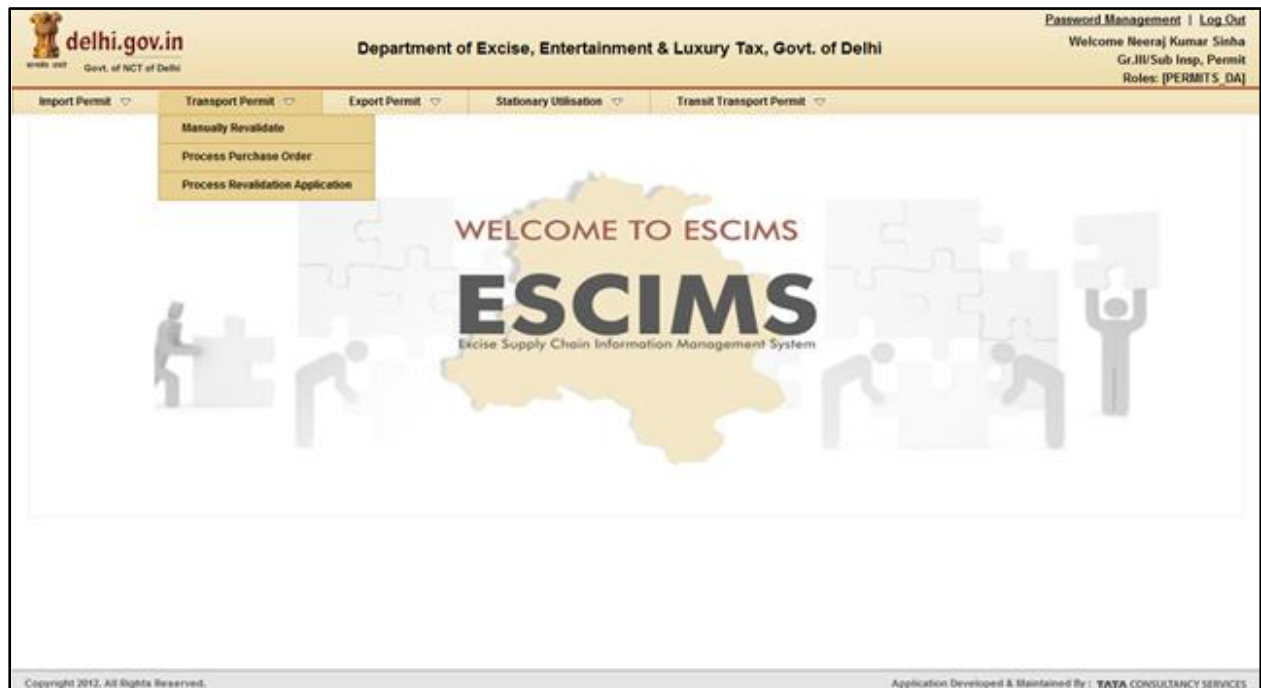 Password Management | Log Out
delhi.gov.in
Govt. of NCT of Delhi
Department of Excise, Entertainment & Luxury Tax, Govt. of Delhi
Welcome Neeraj Kumar Sinha
Gr.III/Sub Insp, Permit
Roles: [PERMITS_DA]
Import Permit Transport Permit Export Permit Stationary Utilisation Transit Transport Permit
Manually Revalidate
Process Purchase Order
Process Revalidation Application
WELCOME TO ESCIMS
ESCIMS
Excise Supply Chain Information Management System
Copyright 2012. All Rights Reserved. Application Developed & Maintained By : TATA CONSULTANCY SERVICES